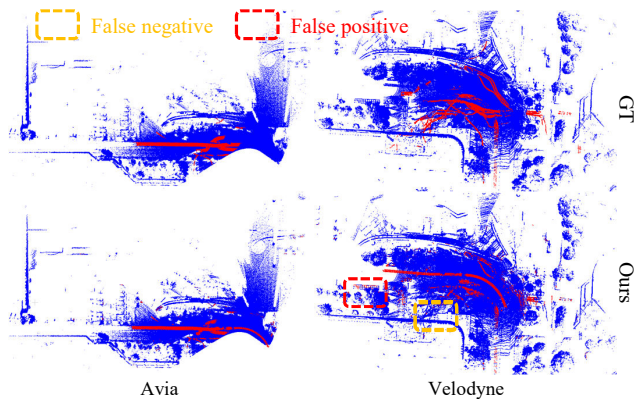 False negative
False positive
GT
Ours
Avia
Velodyne